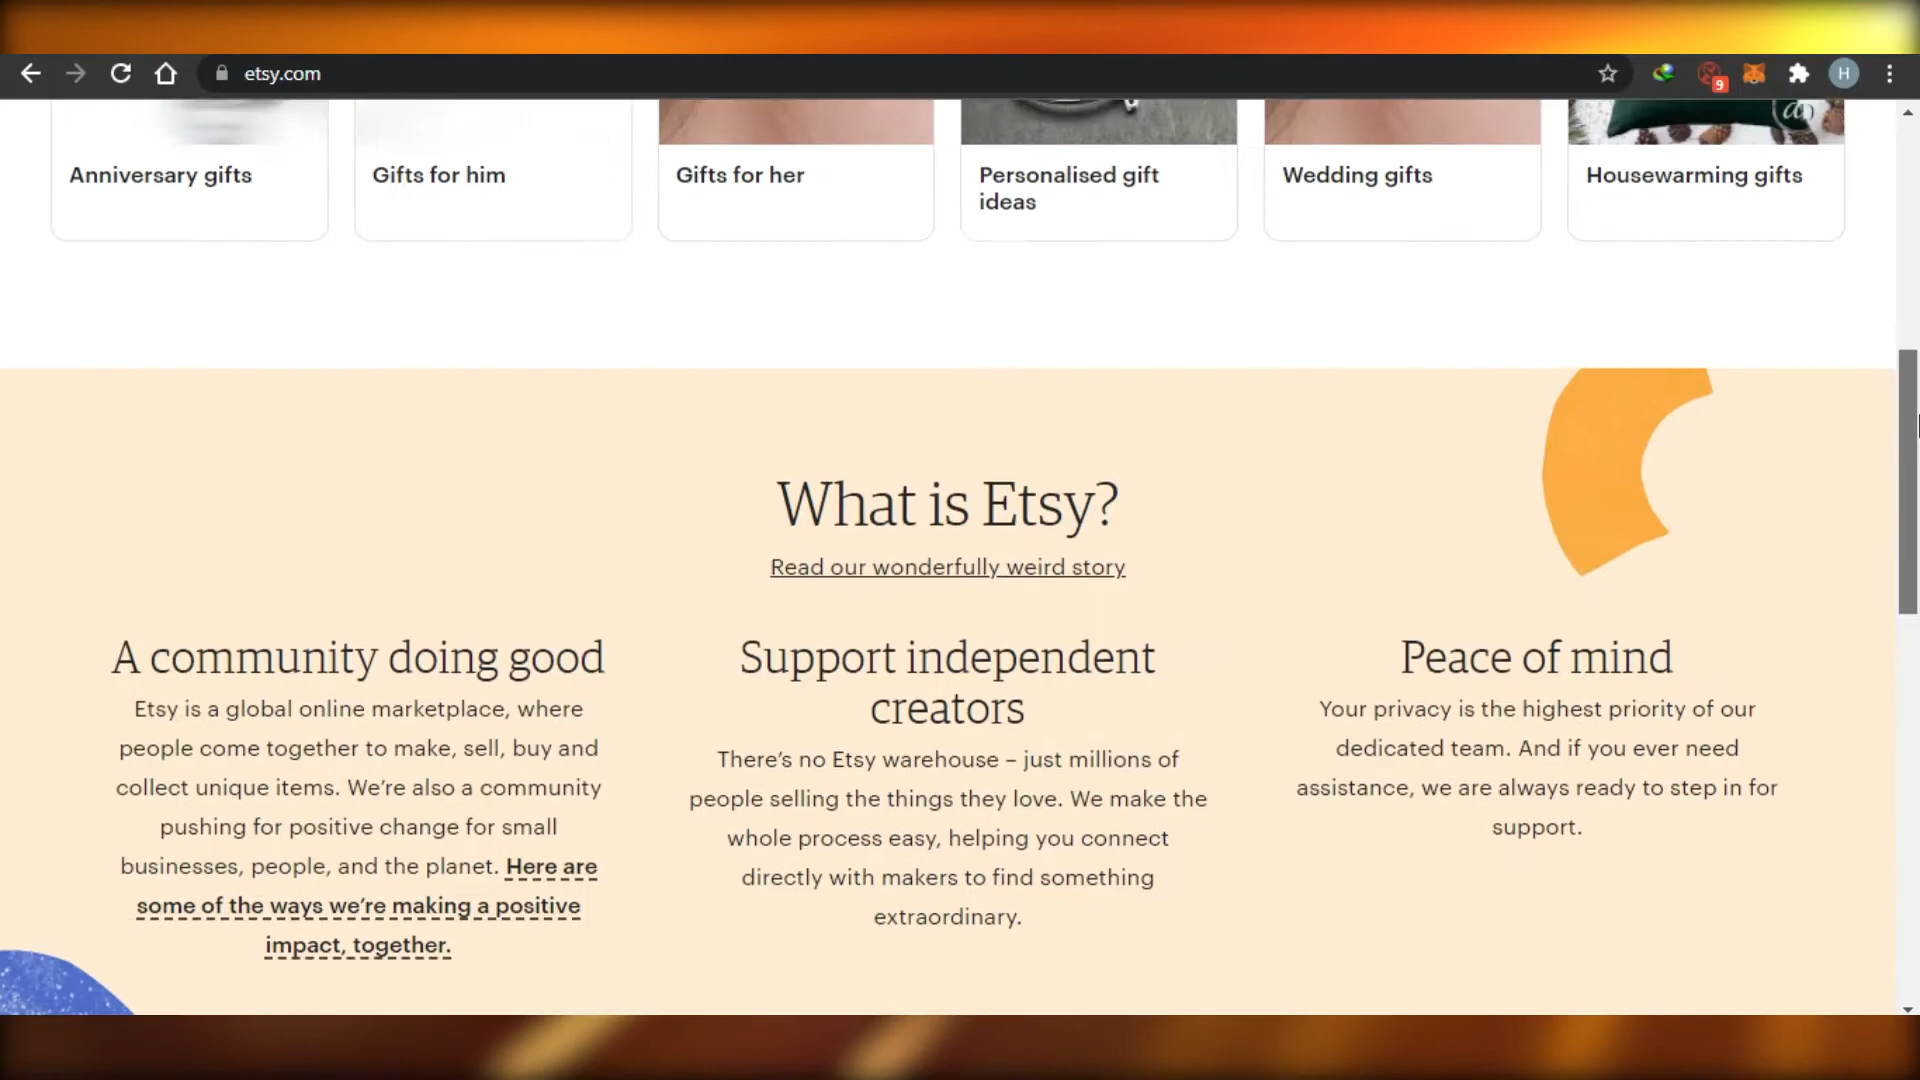 etsy.com
9
H
Anniversary gifts
Gifts for him
Gifts for her
Personalised gift
ideas
Wedding gifts
Housewarming gifts
What is Etsy?
Read our wonderfully weird story
A community doing good
Etsy is a global online marketplace, where
people come together to make, sell, buy and
collect unique items. We’re also a community
pushing for positive change for small
businesses, people, and the planet. Here are
some of the ways we’re making a positive
impact, together.
Support independent
creators
There’s no Etsy warehouse – just millions of
people selling the things they love. We make the
whole process easy, helping you connect
directly with makers to find something
extraordinary.
Peace of mind
Your privacy is the highest priority of our
dedicated team. And if you ever need
assistance, we are always ready to step in for
support.